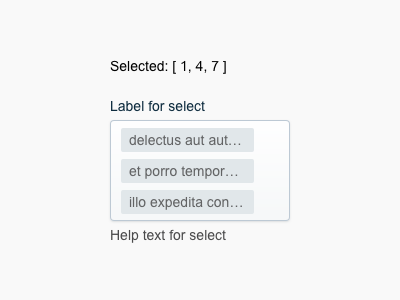 Selected: [ 1, 4, 7 ]
Label for select
delectus aut aut…
et porro tempor…
illo expedita con…
Help text for select